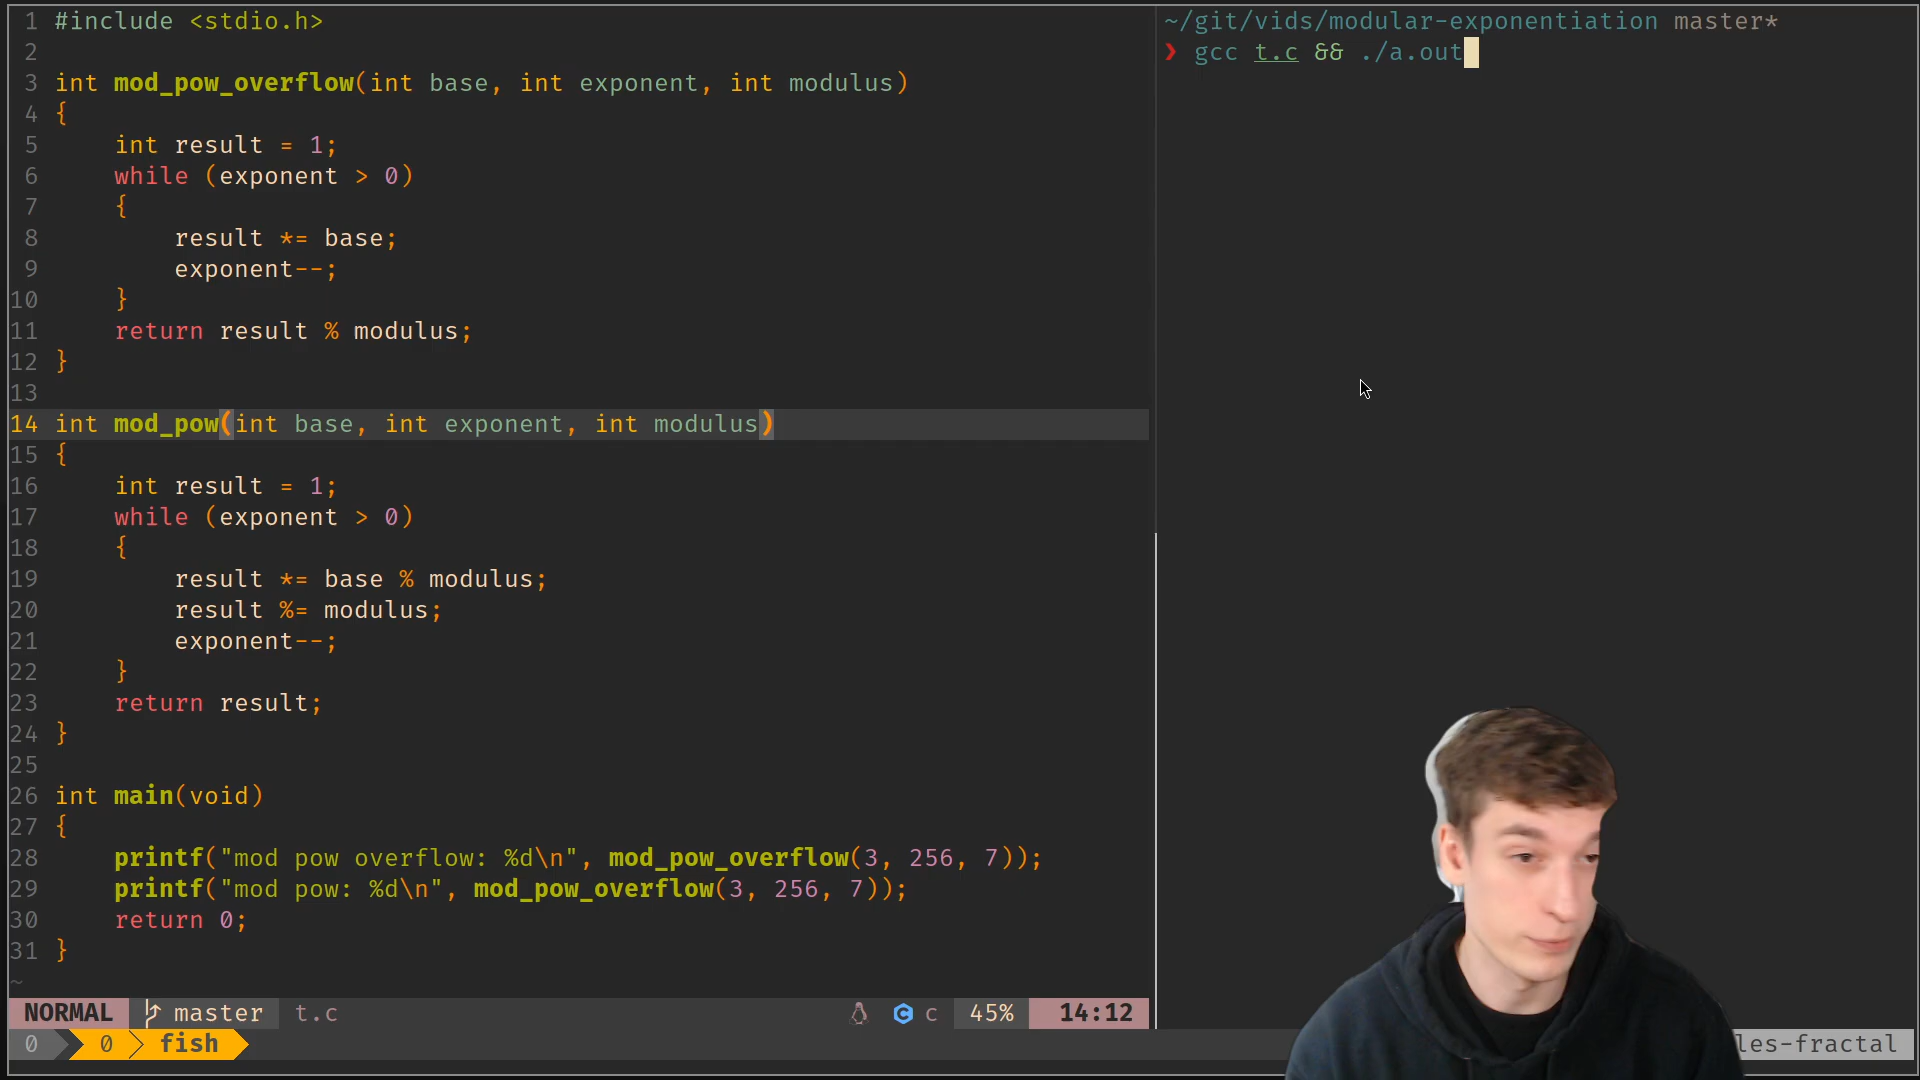 1 #include <stdio.h>
2
3 int mod_pow_overflow(int base, int exponent, int modulus)
4 {
5     int result = 1;
6     while (exponent > 0)
7     {
8         result *= base;
9         exponent--;
10     }
11     return result % modulus;
12 }
13
14 int mod_pow(int base, int exponent, int modulus)
15 {
16     int result = 1;
17     while (exponent > 0)
18     {
19         result *= base % modulus;
20         result %= modulus;
21         exponent--;
22     }
23     return result;
24 }
25
26 int main(void)
27 {
28     printf("mod pow overflow: %d\n", mod_pow_overflow(3, 256, 7));
29     printf("mod pow: %d\n", mod_pow_overflow(3, 256, 7));
30     return 0;
31 }
~
NORMAL master t.c c 45% 14:12
0 0 fish
~/git/vids/modular-exponentiation master*
❯ gcc t.c && ./a.out
les-fractal